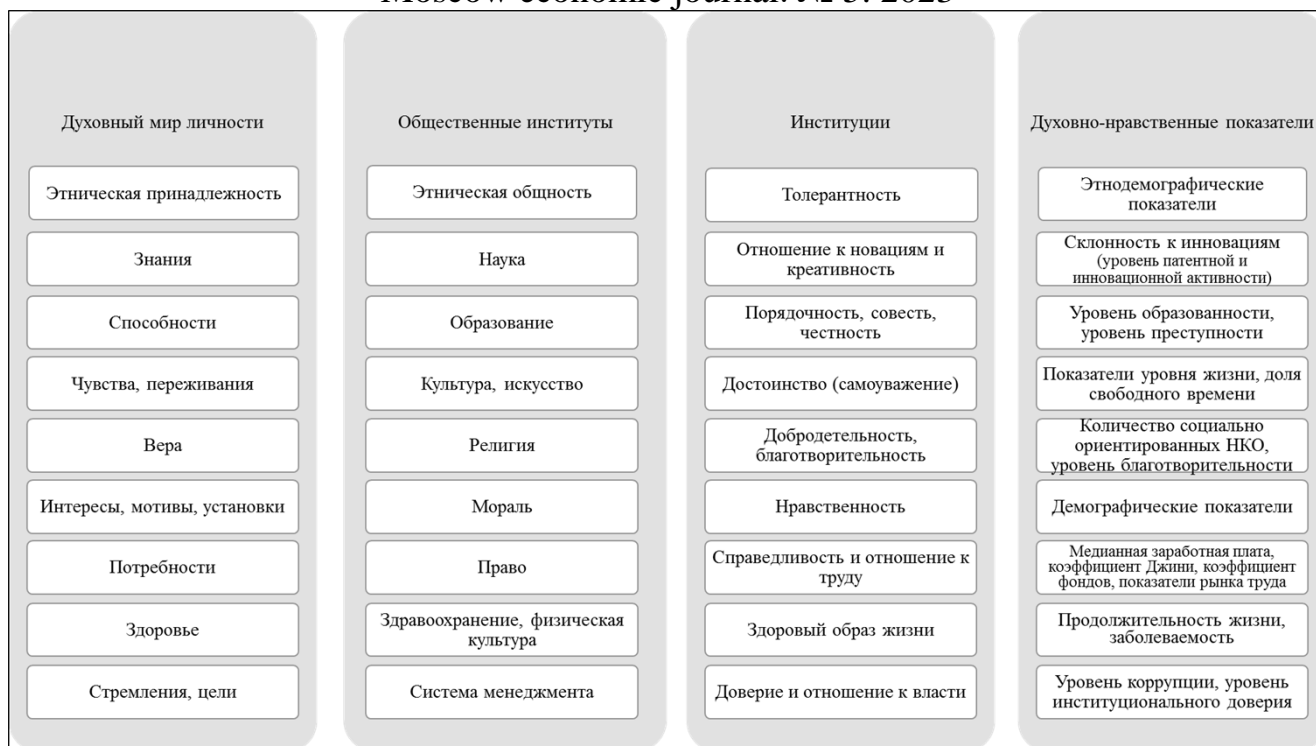 Moscow economic journal. №
Духовный мир личности
Этническая принадлежность
Знания
Способности
Чувства, переживания
Вера
Интересы, мотивы, установки
Потребности
Здоровье
Стремления, цели
Общественные институты
Этническая общность
Наука
Образование
Культура, искусство
Религия
Мораль
Право
Здравоохранение, физическая
культура
Система менеджмента
Институции
Толерантность
Отношение к новациям и
креативность
Порядочность, совесть,
честность
Достоинство (самоуважение)
Добродетельность,
благотворительность
Нравственность
Справедливость и отношение к
труду
Здоровый образ жизни
Доверие и отношение к власти
Духовно-нравственные показатели
Этнодемографические
показатели
Склонность к инновациям
(уровень патентной и
инновационной активности)
Уровень образованности,
уровень преступности
Показатели уровня жизни, доля
свободного времени
Количество социально
ориентированных НКО,
уровень благотворительности
Демографические показатели
Медианная заработная плата,
коэффициент Джини, коэффициент
фондов, показатели рынка труда
Продолжительность жизни,
заболеваемость
Уровень коррупции, уровень
институционального доверия